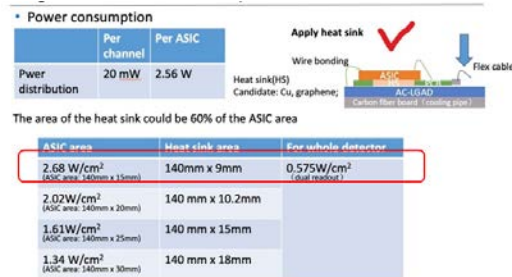 • Power consumption
Per channel
Per ASIC
Pwer distribution
20 mW
2.56 W
Apply heat sink
Wire bonding
Flex cable
ASIC
Heat sink(HS)
Candidate: Cu, graphene;
AC-LGAD
Carbon fiber board (cooling pipe)
The area of the heat sink could be 60% of the ASIC area
ASIC area
Heat sink area
For whole detector
2.68 W/cm²
(ASIC area: 140mm x 15mm)
140mm x 9mm
0.575W/cm²
(dual readout)
2.02W/cm²
(ASIC area: 140mm x 20mm)
140 mm x 10.2mm
1.61W/cm²
(ASIC area: 140mm x 25mm)
140 mm x 15mm
1.34 W/cm²
(ASIC area: 140mm x 30mm)
140 mm x 18mm